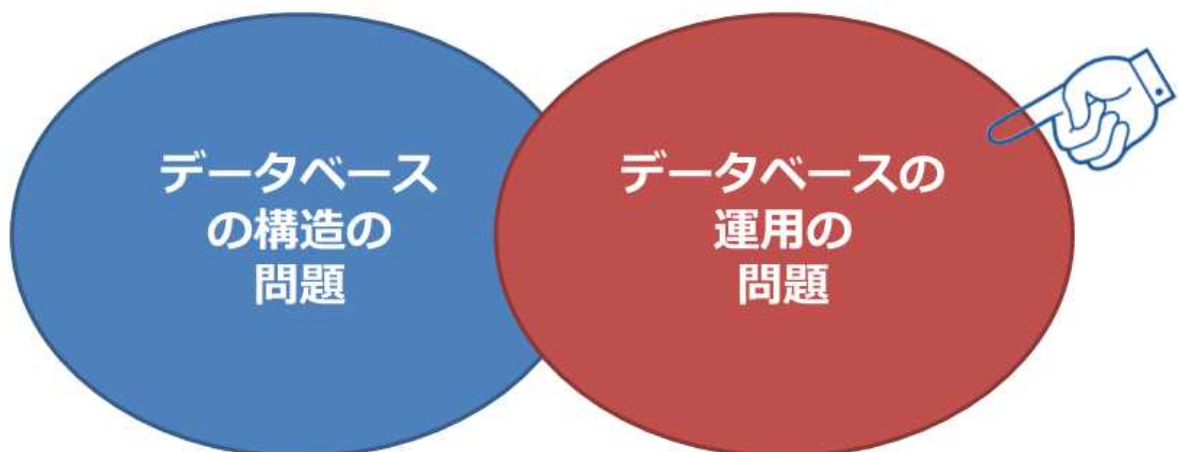 データベース
の構造の
問題
データベースの
運用の
問題